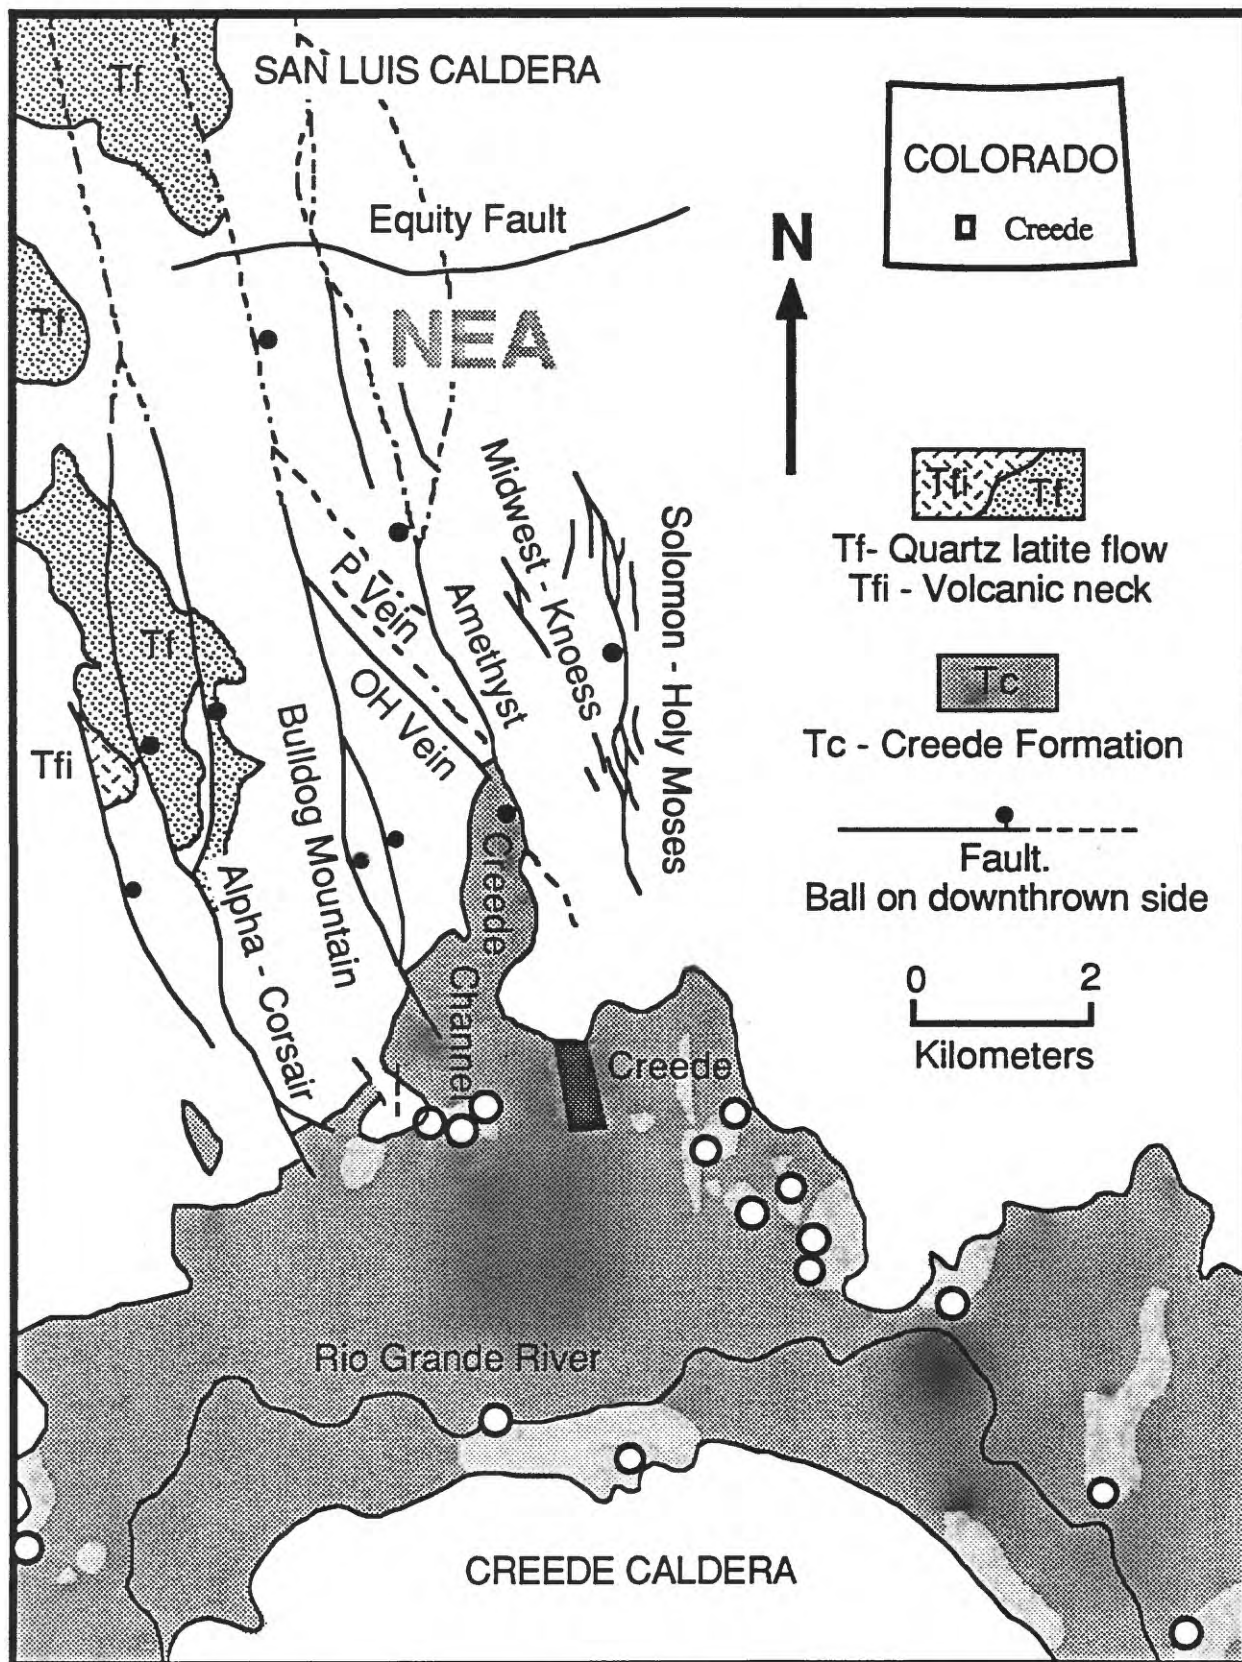 SAN LUIS CALDERA
Tf
COLORADO
Creede
Equity Fault
N
Tf
NEA
Tfi
Tf
Tf- Quartz latite flow
Tfi - Volcanic neck
Midwest - Knoess
Solomon - Holy Moses
P Vein
Amethyst
Tf
OH Vein
Bulldog Mountain
Tfi
Tc
Tc - Creede Formation
Fault.
Ball on downthrown side
Alpha - Corsair
Creede
Channel
0 2
Kilometers
Creede
Rio Grande River
CREEDE CALDERA